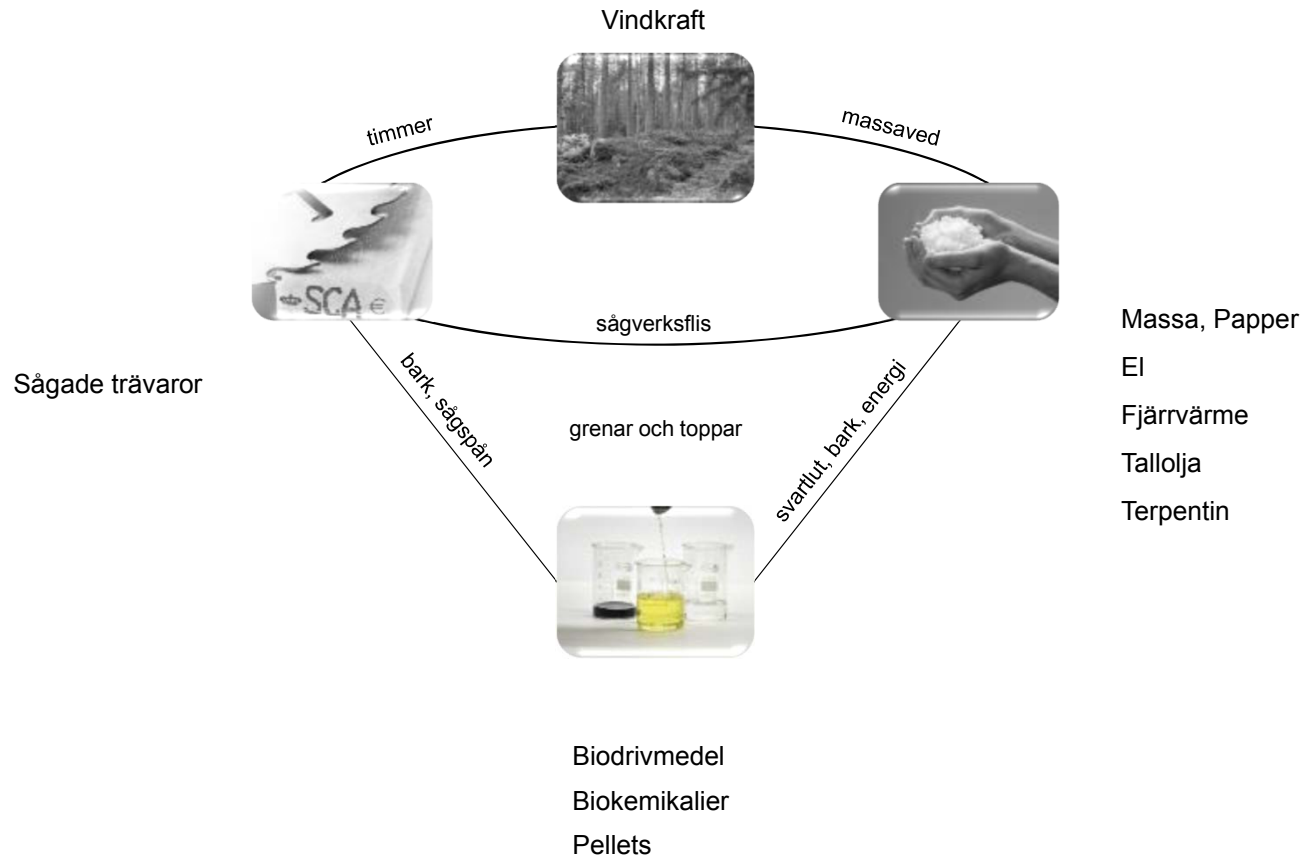 Vindkraft
timmer
massaved
SCA €
sågverksflis
bark, sågspån
svartlut, bark, energi
grenar och toppar
Sågade trävaror
Massa, Papper
El
Fjärrvärme
Tallolja
Terpentin
Biodrivmedel
Biokemikalier
Pellets